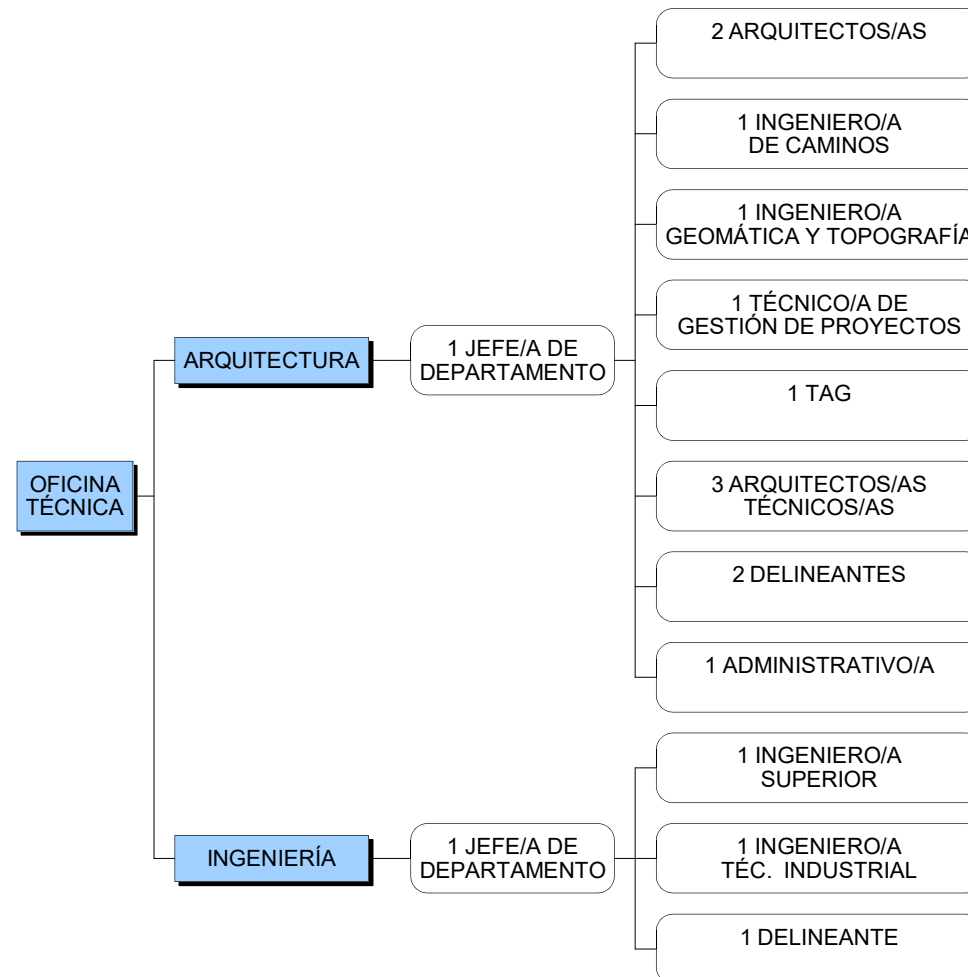 2 ARQUITECTOS/AS
1 INGENIERO/A
DE CAMINOS
1 INGENIERO/A
GEOMÁTICA Y TOPOGRAFÍA
1 TÉCNICO/A DE
GESTIÓN DE PROYECTOS
ARQUITECTURA
1 JEFE/A DE
DEPARTAMENTO
1 TAG
OFICINA
TÉCNICA
3 ARQUITECTOS/AS
TÉCNICOS/AS
2 DELINEANTES
1 ADMINISTRATIVO/A
1 INGENIERO/A
SUPERIOR
INGENIERÍA
1 JEFE/A DE
DEPARTAMENTO
1 INGENIERO/A
TÉC. INDUSTRIAL
1 DELINEANTE